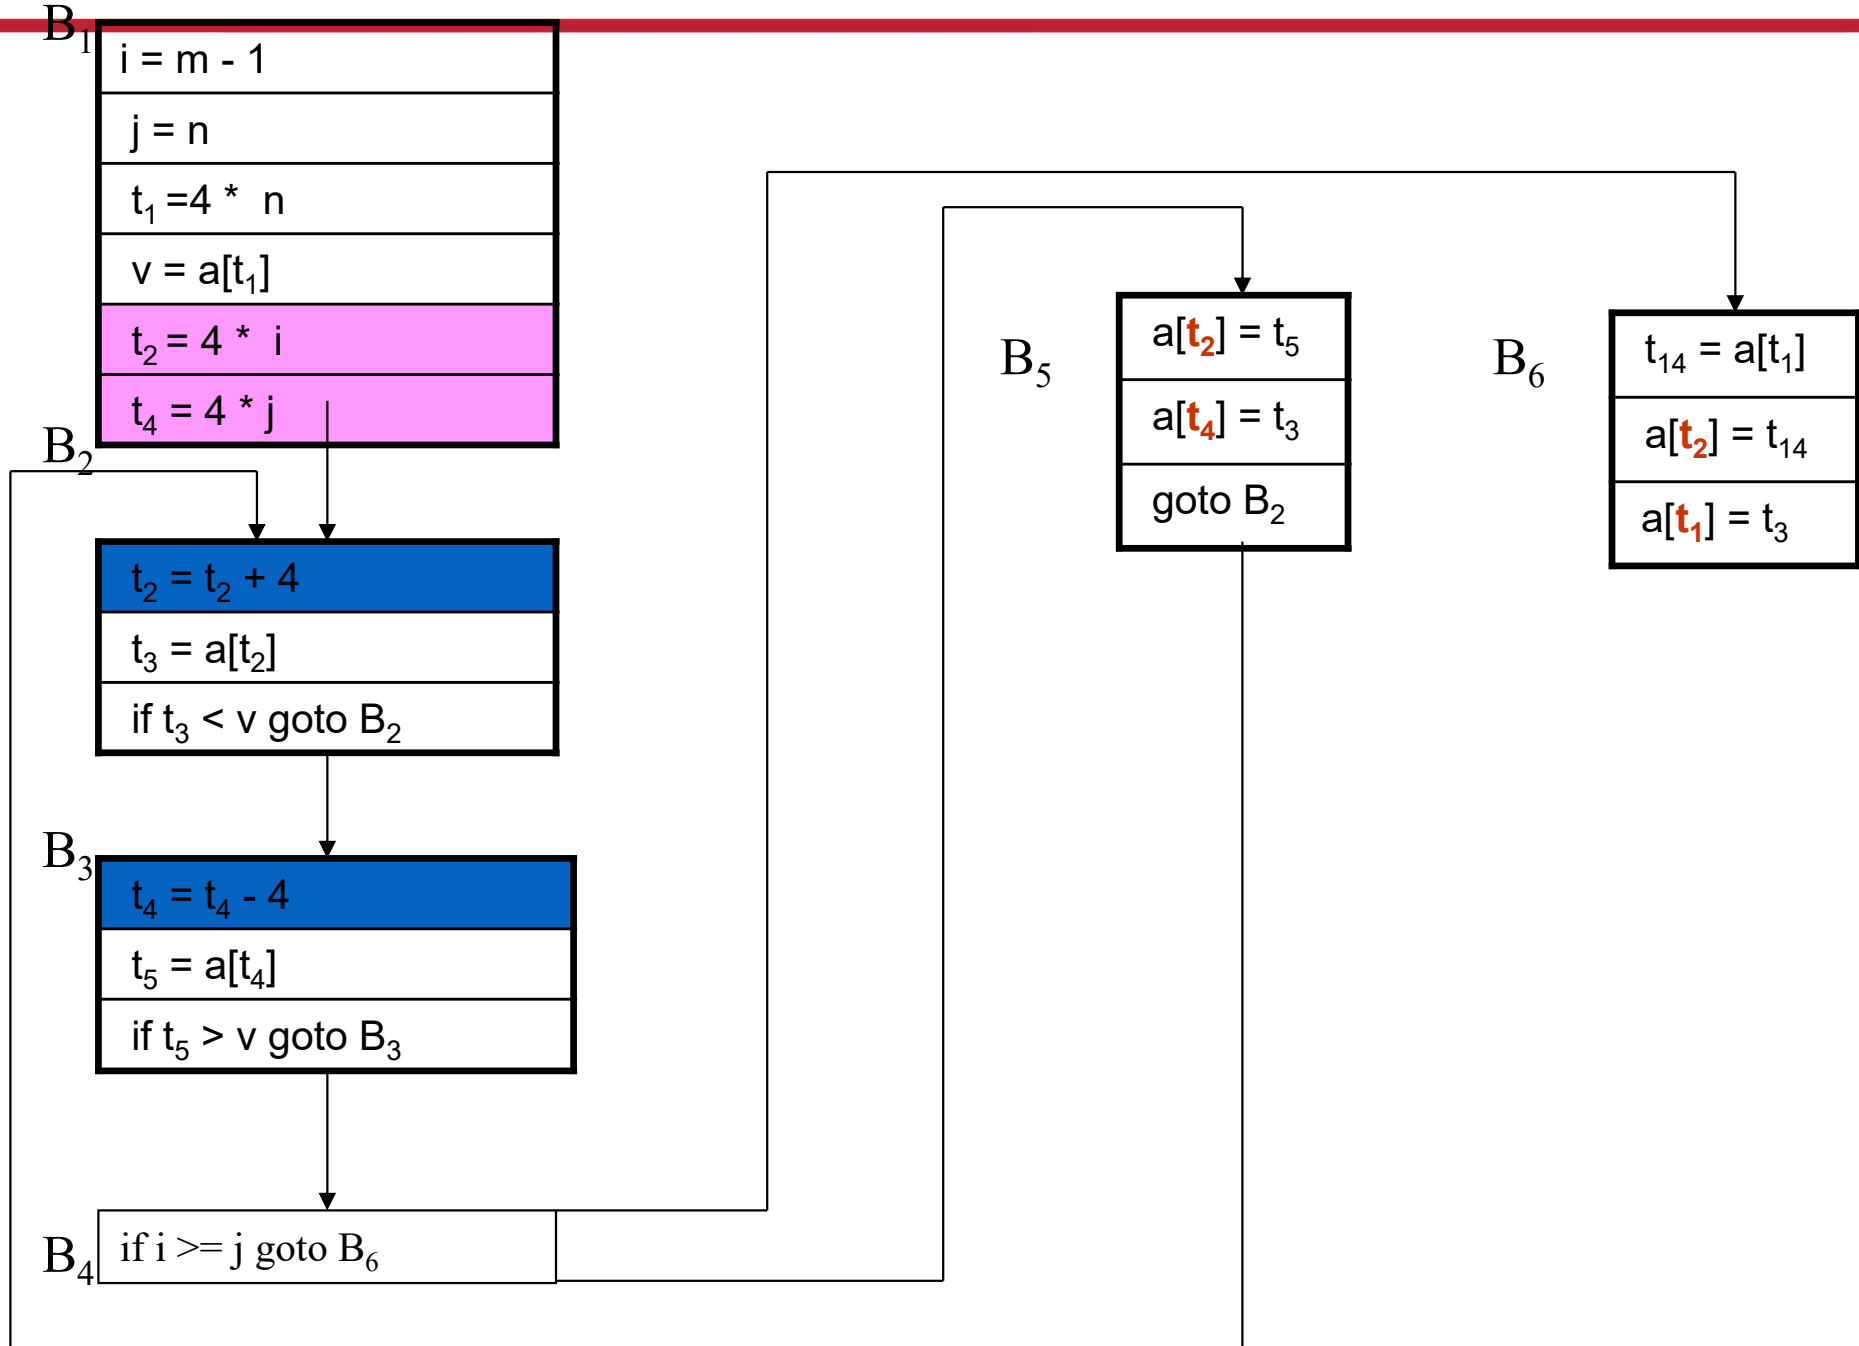 B₁
i = m - 1
j = n
t₁ =4 * n
v = a[t₁]
t₂ = 4 * i
t₄ = 4 * j
B₂
t₂ = t₂ + 4
t₃ = a[t₂]
if t₃ < v goto B₂
B₃
t₄ = t₄ - 4
t₅ = a[t₄]
if t₅ > v goto B₃
B₄
if i >= j goto B₆
B₅
a[t₂] = t₅
a[t₄] = t₃
goto B₂
B₆
t₁₄ = a[t₁]
a[t₂] = t₁₄
a[t₁] = t₃